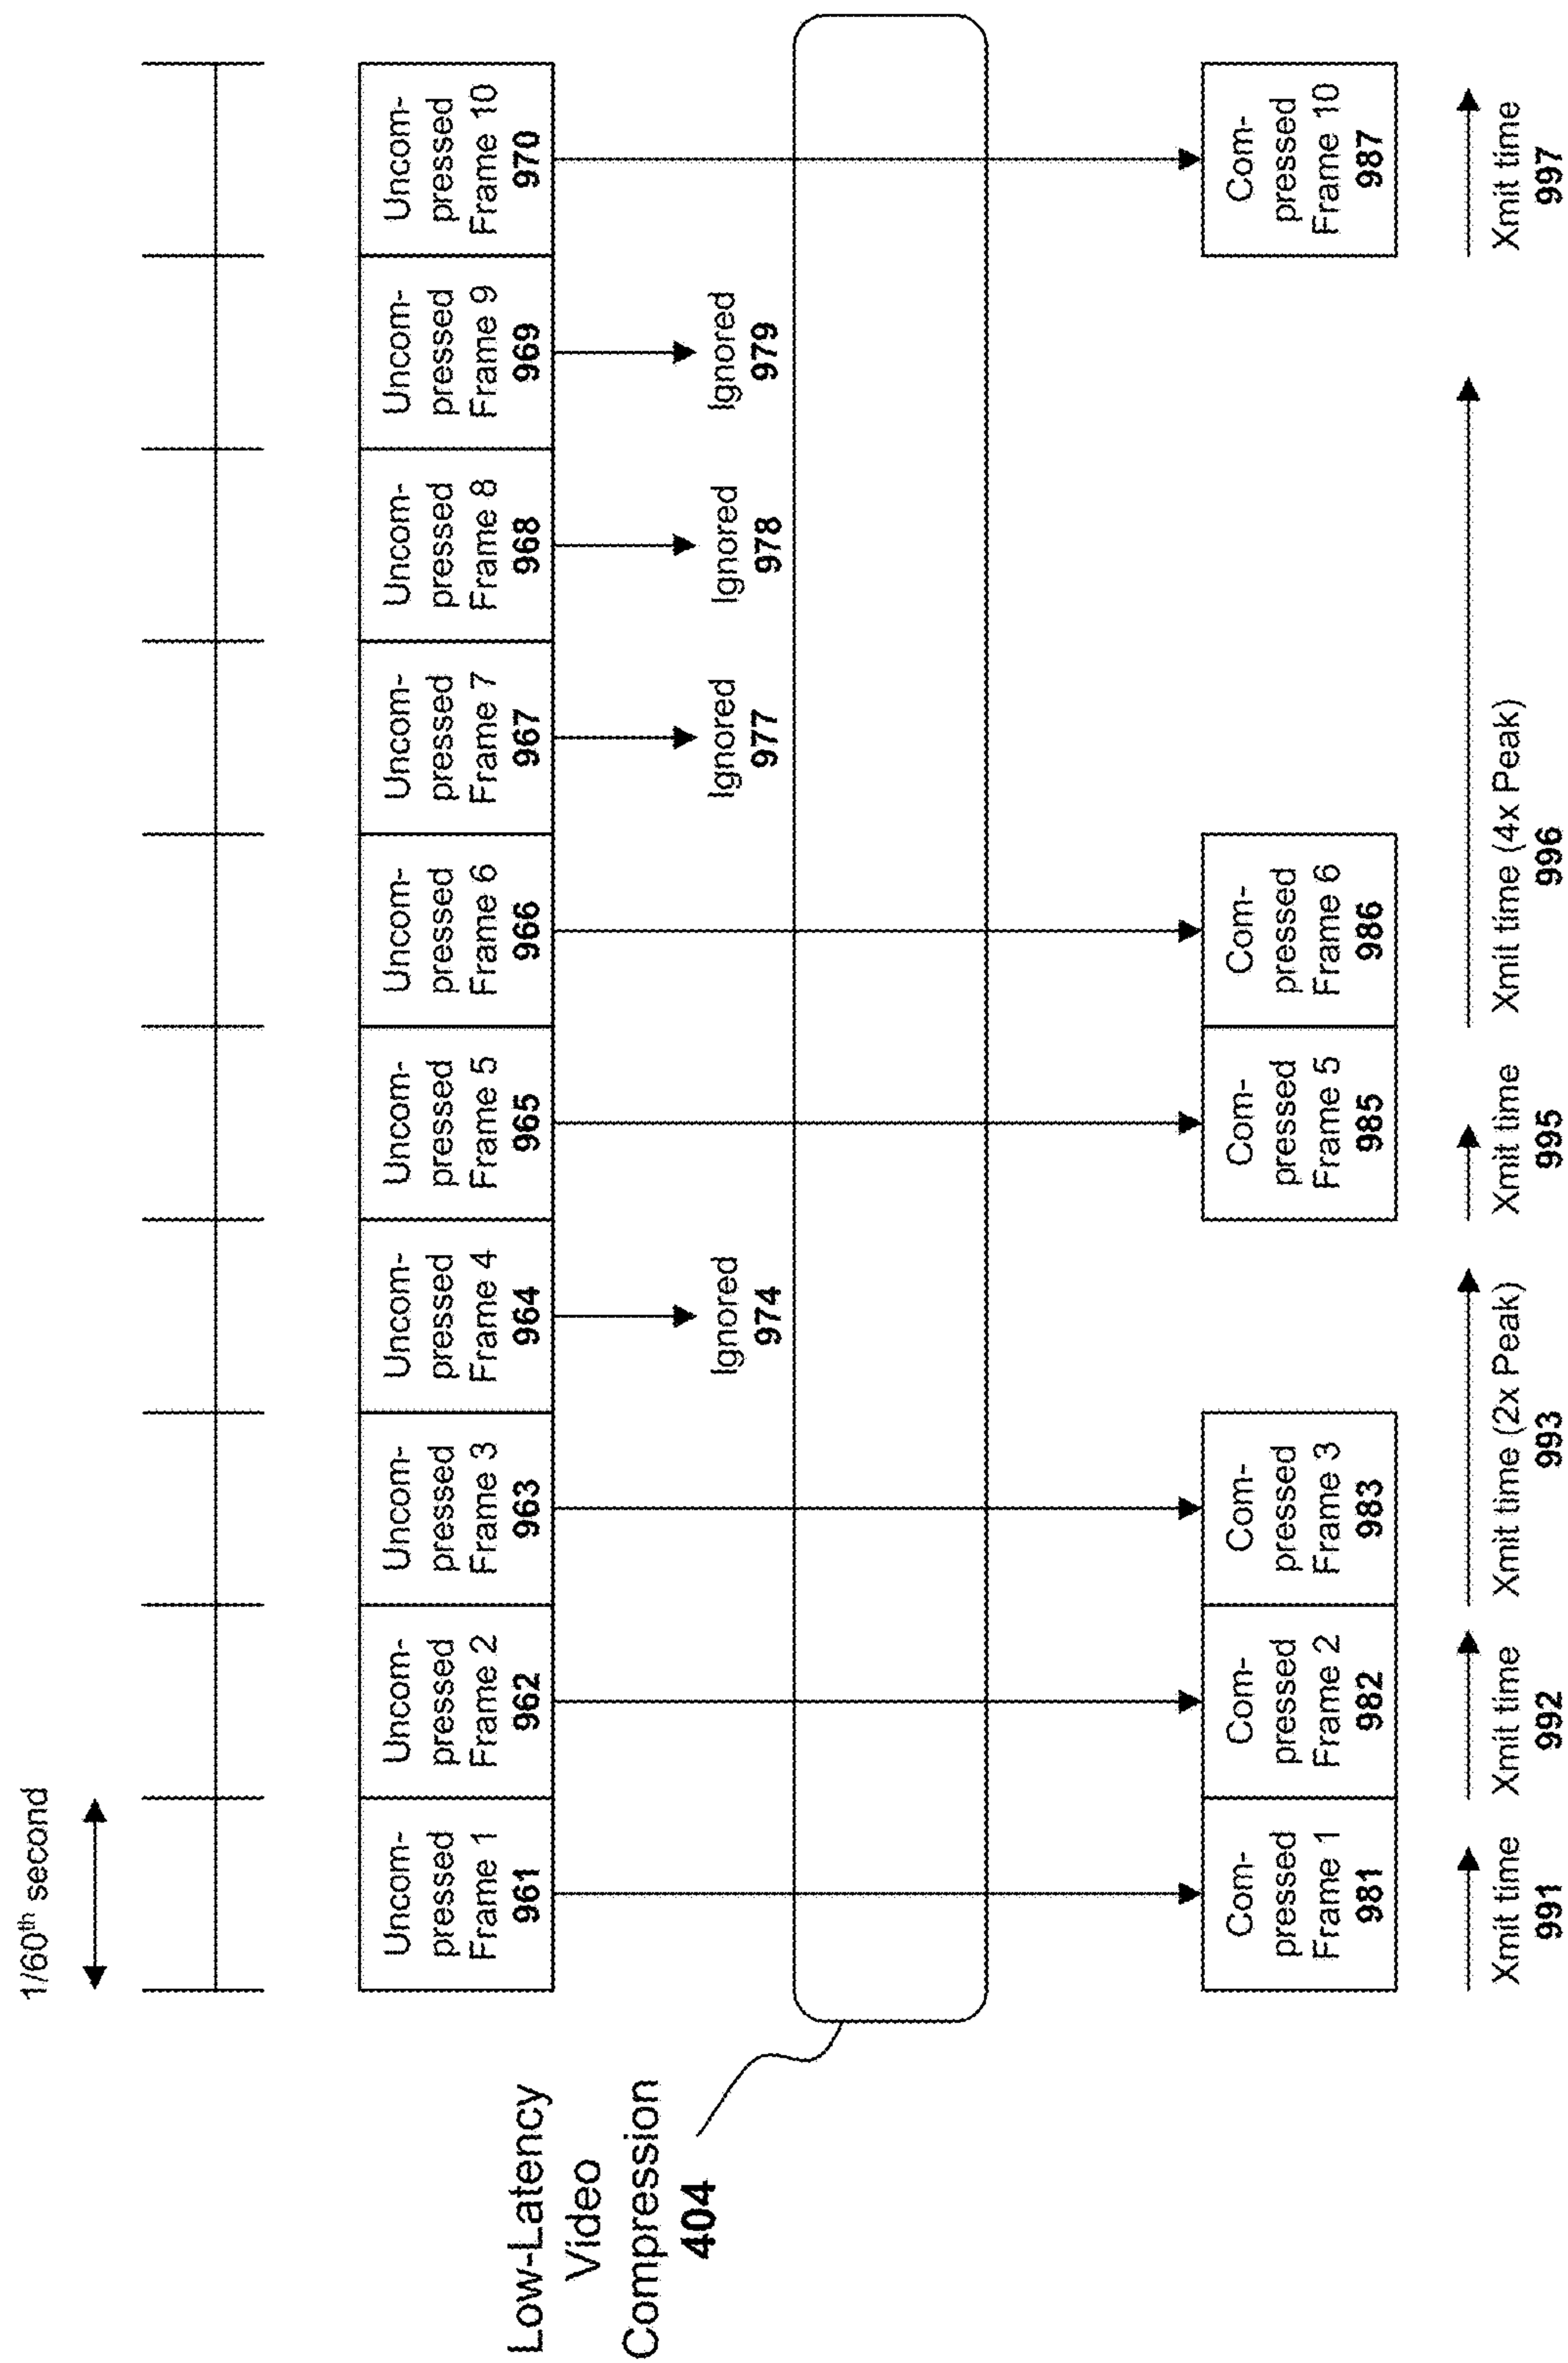 1/60th second
Uncom-
pressed
Frame 1
961
Uncom-
pressed
Frame 2
962
Uncom-
pressed
Frame 3
963
Uncom-
pressed
Frame 4
964
Uncom-
pressed
Frame 5
965
Uncom-
pressed
Frame 6
966
Uncom-
pressed
Frame 7
967
Uncom-
pressed
Frame 8
968
Uncom-
pressed
Frame 9
969
Uncom-
pressed
Frame 10
970
Ignored
974
Ignored
977
Ignored
978
Ignored
979
Low-Latency
Video
Compression
404
Com-
pressed
Frame 1
981
Com-
pressed
Frame 2
982
Com-
pressed
Frame 3
983
Com-
pressed
Frame 5
985
Com-
pressed
Frame 6
986
Com-
pressed
Frame 10
987
Xmit time
991
Xmit time
992
Xmit time (2x Peak)
993
Xmit time
995
Xmit time (4x Peak)
996
Xmit time
997